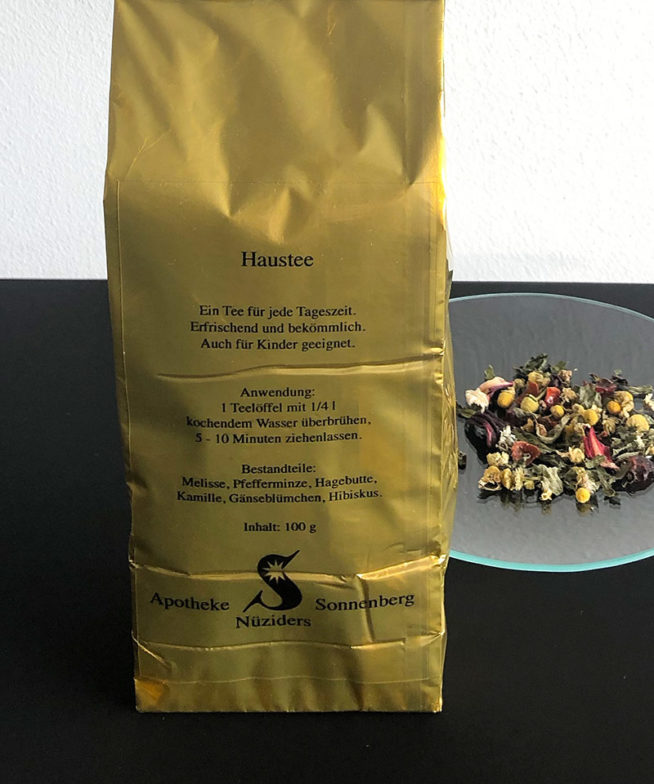 Haustee
Ein Tee für jede Tageszeit.
Erfrischend und bekömmlich.
Auch für Kinder geeignet.
Anwendung:
1 Teelöffel mit 1/4 l
kochendem Wasser überbrühen,
5 - 10 Minuten ziehenlassen.
Bestandteile:
Melisse, Pfefferminze, Hagebutte,
Kamille, Gänseblümchen, Hibiskus.
Inhalt: 100 g
Apotheke Sonnenberg
Nüziders